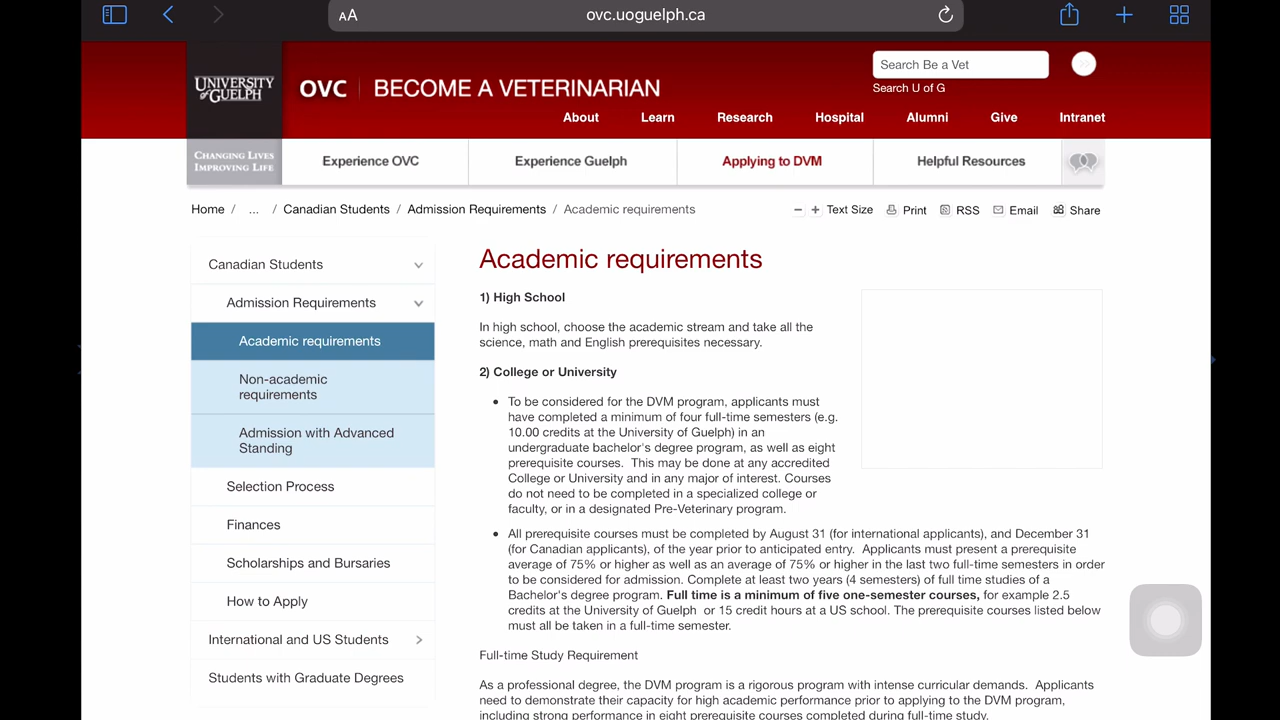 AA
ovc.uoguelph.ca
UNIVERSITY
of GUELPH
OVC
BECOME A VETERINARIAN
Search Be a Vet
Search U of G
About
Learn
Research
Hospital
Alumni
Give
Intranet
CHANGING LIVES
IMPROVING LIFE
Experience OVC
Experience Guelph
Applying to DVM
Helpful Resources
Home / ... / Canadian Students / Admission Requirements / Academic requirements
− + Text Size
Print
RSS
Email
Share
Canadian Students
Admission Requirements
Academic requirements
Non-academic
requirements
Admission with Advanced
Standing
Selection Process
Finances
Scholarships and Bursaries
How to Apply
International and US Students
Students with Graduate Degrees
Academic requirements
1) High School
In high school, choose the academic stream and take all the
science, math and English prerequisites necessary.
2) College or University
• To be considered for the DVM program, applicants must
have completed a minimum of four full-time semesters (e.g.
10.00 credits at the University of Guelph) in an
undergraduate bachelor's degree program, as well as eight
prerequisite courses. This may be done at any accredited
College or University and in any major of interest. Courses
do not need to be completed in a specialized college or
faculty, or in a designated Pre-Veterinary program.
• All prerequisite courses must be completed by August 31 (for international applicants), and December 31
(for Canadian applicants), of the year prior to anticipated entry. Applicants must present a prerequisite
average of 75% or higher as well as an average of 75% or higher in the last two full-time semesters in order
to be considered for admission. Complete at least two years (4 semesters) of full time studies of a
Bachelor's degree program. Full time is a minimum of five one-semester courses, for example 2.5
credits at the University of Guelph or 15 credit hours at a US school. The prerequisite courses listed below
must all be taken in a full-time semester.
Full-time Study Requirement
As a professional degree, the DVM program is a rigorous program with intense curricular demands. Applicants
need to demonstrate their capacity for high academic performance prior to applying to the DVM program,
including strong performance in eight prerequisite courses completed during full-time study.